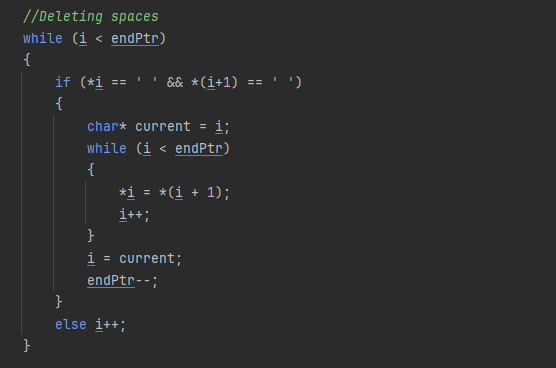 //Deleting spaces
while (i < endPtr)
{
    if (*i == ' ' && *(i+1) == ' ')
    {
        char* current = i;
        while (i < endPtr)
        {
            *i = *(i + 1);
            i++;
        }
        i = current;
        endPtr--;
    }
    else i++;
}